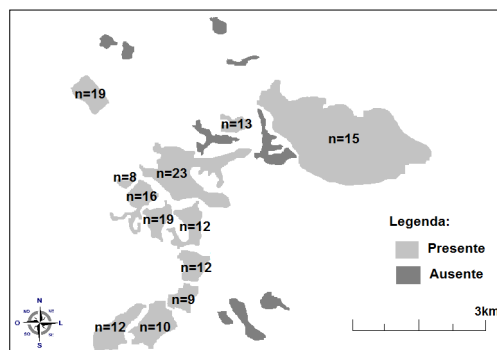 n=19
n=13
n=15
n=8
n=23
n=16
n=19
n=12
n=12
n=9
n=12
n=10
Legenda:
Presente
Ausente
3km
N
O
L
S